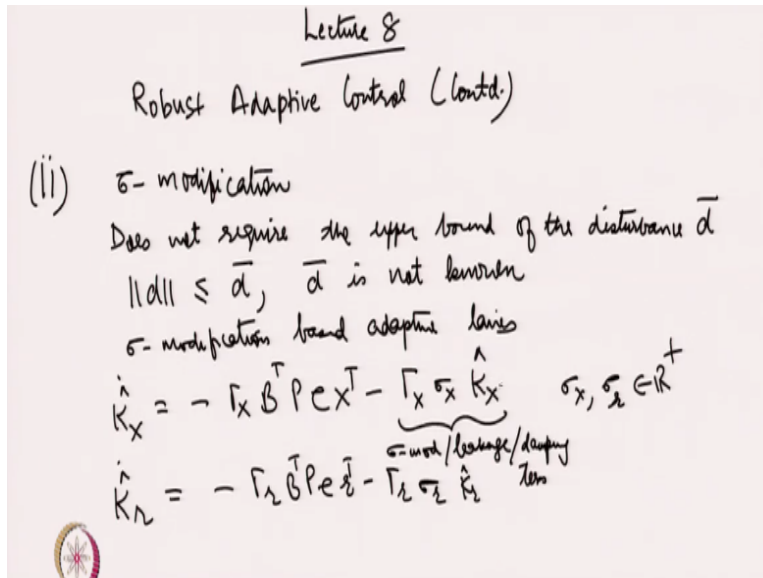 Lecture 8
Robust Adaptive Control (Contd.)
(ii) σ- modification
Does not require the upper bound of the disturbance d̄
||d|| ≤ d̄, d̄ is not known
σ- modification based adaptive laws
K̂̇ₓ = - Γₓ Bᵀ P e xᵀ - Γₓ σₓ K̂ₓ σₓ, σᵣ ∈ ℝ⁺
σ-mod/leakage/damping term
K̂̇ᵣ = - Γᵣ Bᵀ P e rᵀ - Γᵣ σᵣ K̂ᵣ